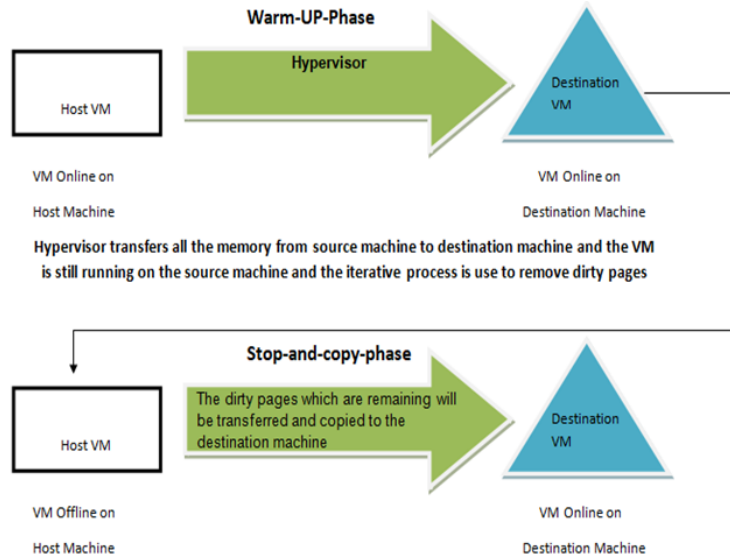 Warm-UP-Phase
Hypervisor
Host VM
Destination
VM
VM Online on
Host Machine
VM Online on
Destination Machine
Hypervisor transfers all the memory from source machine to destination machine and the VM
is still running on the source machine and the iterative process is use to remove dirty pages
Stop-and-copy-phase
The dirty pages which are remaining will
be transferred and copied to the
destination machine
Host VM
Destination
VM
VM Offline on
Host Machine
VM Online on
Destination Machine